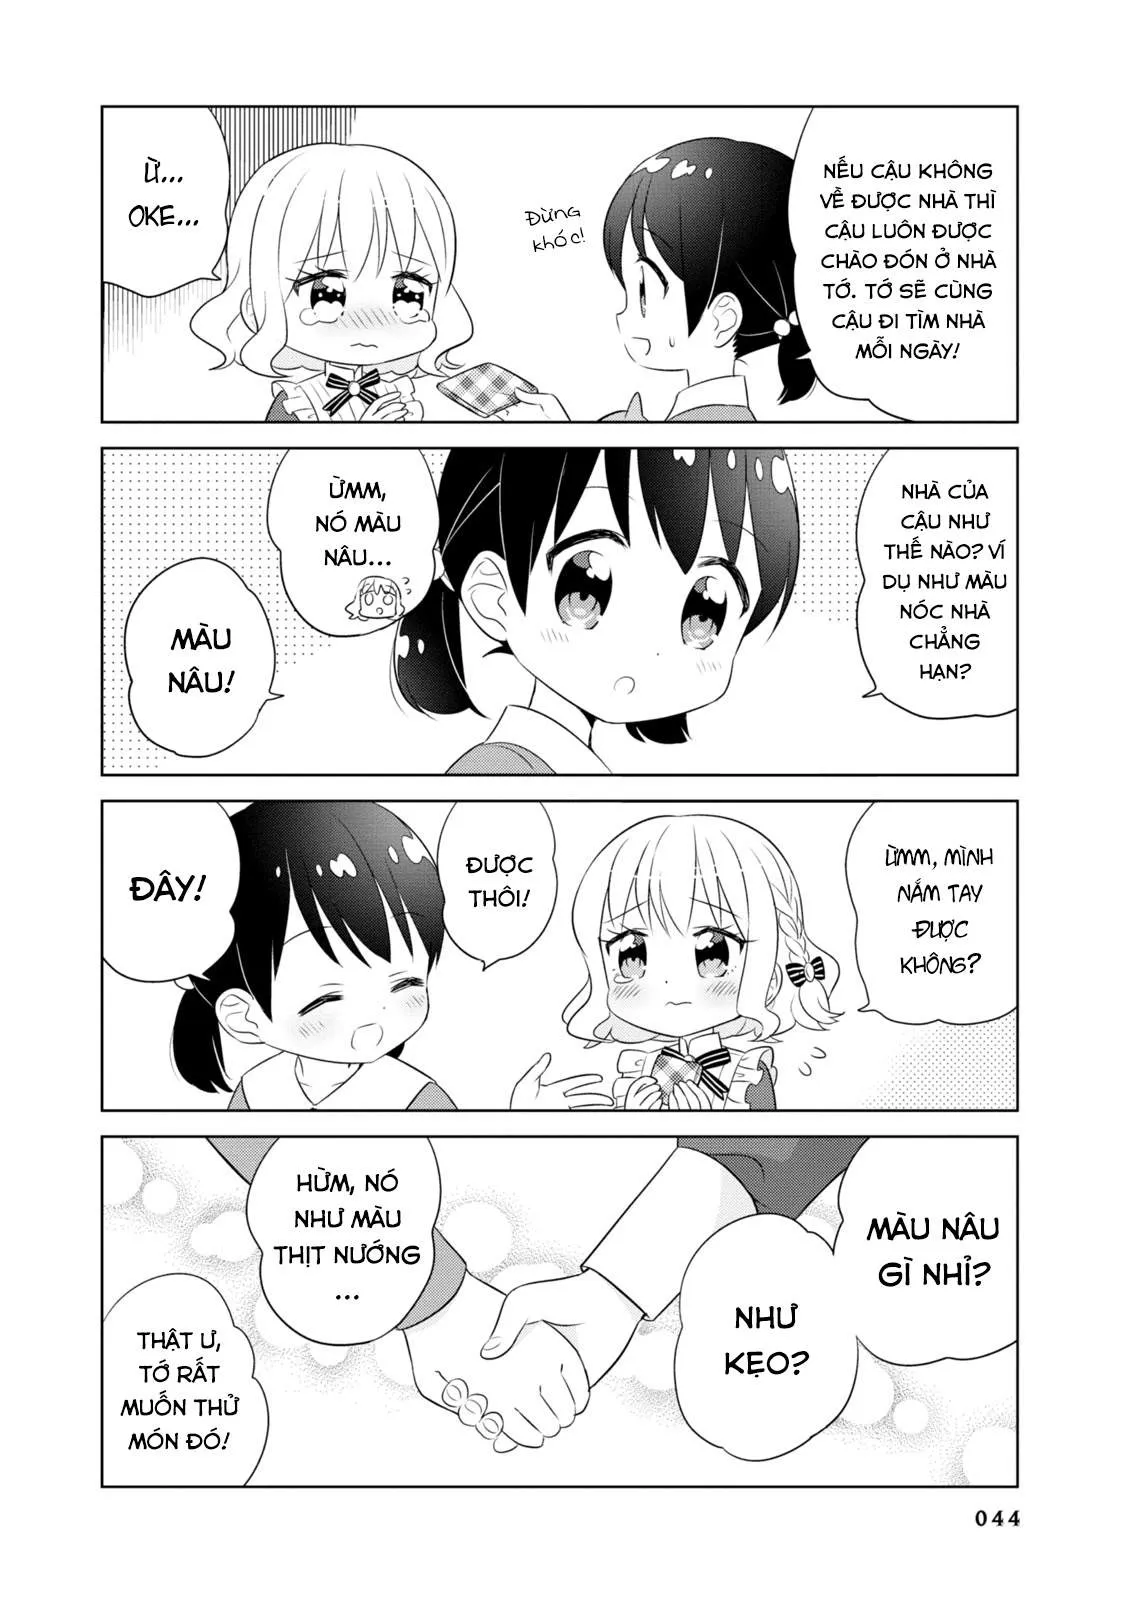 NẾU CẬU KHÔNG
VỀ ĐƯỢC NHÀ THÌ
CẬU LUÔN ĐƯỢC
CHÀO ĐÓN Ở NHÀ
TỚ. TỚ SẼ CÙNG
CẬU ĐI TÌM NHÀ
MỖI NGÀY!
ĐỪNG
KHÓC!
Ừ...
OKE...
NHÀ CỦA
CẬU NHƯ
THẾ NÀO? VÍ
DỤ NHƯ MÀU
NÓC NHÀ
CHẲNG
HẠN?
ỪMM,
NÓ MÀU
NÂU...
MÀU
NÂU!
ỪMM, MÌNH
NẮM TAY
ĐƯỢC
KHÔNG?
ĐƯỢC
THÔI!
ĐÂY!
MÀU NÂU
GÌ NHỈ?
NHƯ
KẸO?
HỪM, NÓ
NHƯ MÀU
THỊT NƯỚNG
...
THẬT Ư,
TỚ RẤT
MUỐN THỬ
MÓN ĐÓ!
044